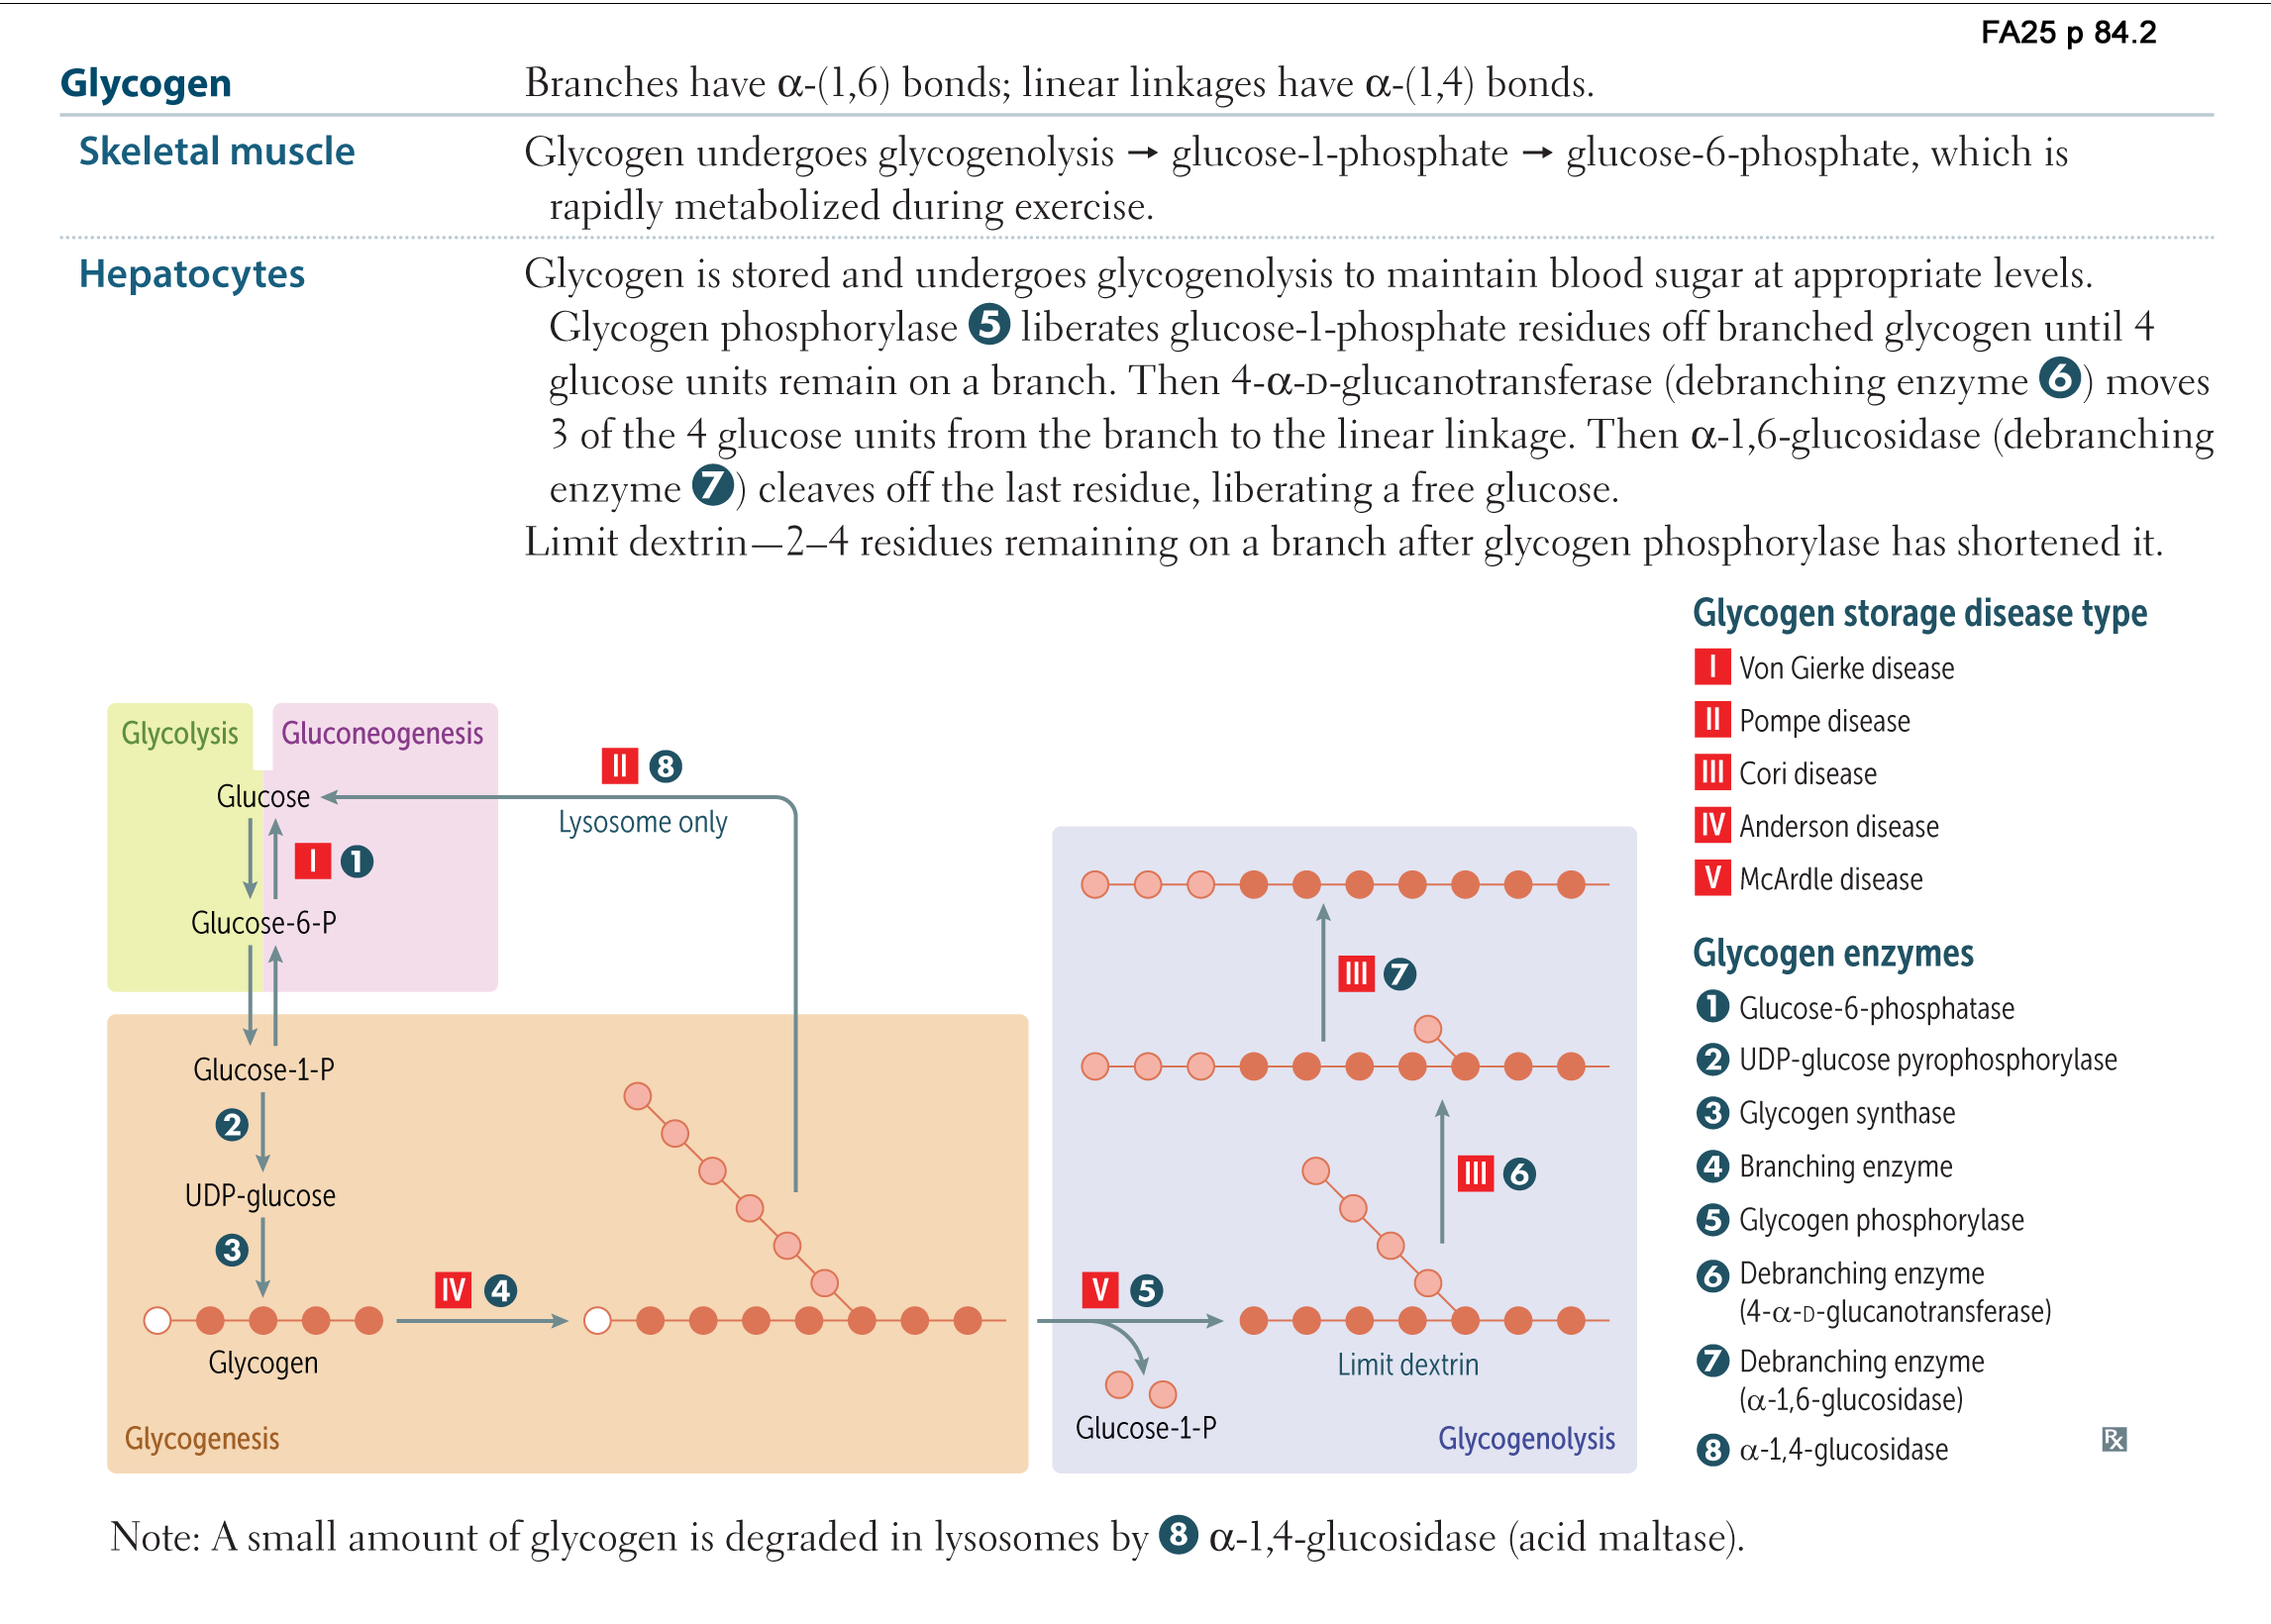 FA25 p 84.2
Glycogen
Branches have α-(1,6) bonds; linear linkages have α-(1,4) bonds.
Skeletal muscle
Glycogen undergoes glycogenolysis → glucose-1-phosphate → glucose-6-phosphate, which is
rapidly metabolized during exercise.
Hepatocytes
Glycogen is stored and undergoes glycogenolysis to maintain blood sugar at appropriate levels.
Glycogen phosphorylase 5 liberates glucose-1-phosphate residues off branched glycogen until 4
glucose units remain on a branch. Then 4-α-D-glucanotransferase (debranching enzyme 6) moves
3 of the 4 glucose units from the branch to the linear linkage. Then α-1,6-glucosidase (debranching
enzyme 7) cleaves off the last residue, liberating a free glucose.
Limit dextrin—2–4 residues remaining on a branch after glycogen phosphorylase has shortened it.
Glycolysis
Gluconeogenesis
Glucose
II 8
Lysosome only
I 1
Glucose-6-P
Glucose-1-P
2
UDP-glucose
3
IV 4
Glycogen
Glycogenesis
III 7
III 6
V 5
Limit dextrin
Glucose-1-P
Glycogenolysis
Glycogen storage disease type
I Von Gierke disease
II Pompe disease
III Cori disease
IV Anderson disease
V McArdle disease
Glycogen enzymes
1 Glucose-6-phosphatase
2 UDP-glucose pyrophosphorylase
3 Glycogen synthase
4 Branching enzyme
5 Glycogen phosphorylase
6 Debranching enzyme
(4-α-D-glucanotransferase)
7 Debranching enzyme
(α-1,6-glucosidase)
8 α-1,4-glucosidase
Rx
Note: A small amount of glycogen is degraded in lysosomes by 8 α-1,4-glucosidase (acid maltase).